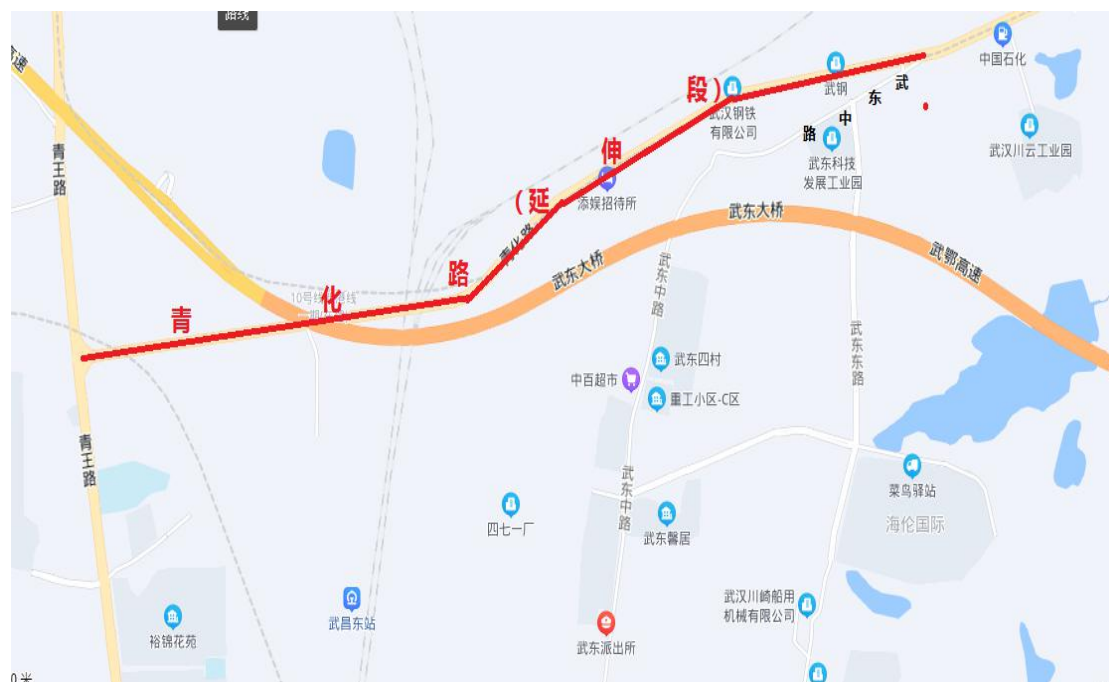 路线
高速
中国石化
段）
武钢
武汉钢铁
有限公司
武
东
中
路
武汉川云工业园
武东科技
发展工业园
青王路
伸
（延
添娱招待所
青化路
武东大桥
武东大桥
武鄂高速
路
化
青
武东中路
武东东路
武东四村
中百超市
重工小区-C区
青王路
武东中路
菜鸟驿站
海伦国际
四七一厂
武东馨居
武昌东站
裕锦花苑
武汉川崎船用
机械有限公司
武东派出所
0 米